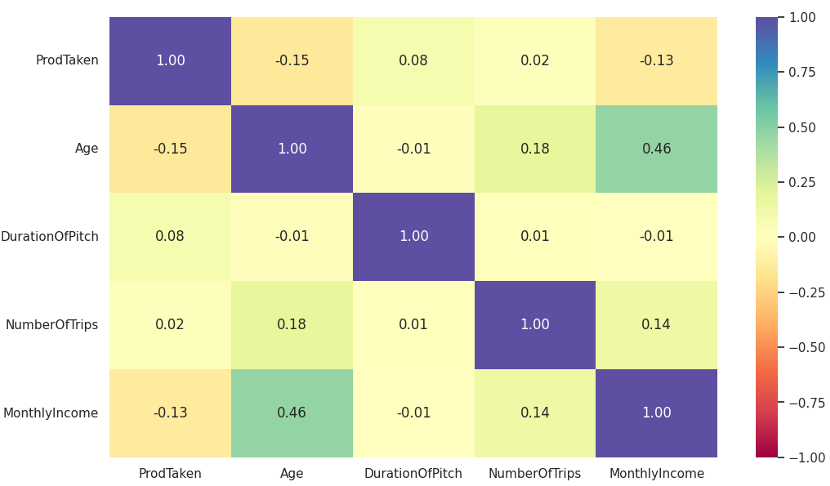 ProdTaken 1.00 -0.15 0.08 0.02 -0.13
Age -0.15 1.00 -0.01 0.18 0.46
DurationOfPitch 0.08 -0.01 1.00 0.01 -0.01
NumberOfTrips 0.02 0.18 0.01 1.00 0.14
MonthlyIncome -0.13 0.46 -0.01 0.14 1.00
ProdTaken Age DurationOfPitch NumberOfTrips MonthlyIncome
1.00
0.75
0.50
0.25
0.00
−0.25
−0.50
−0.75
−1.00